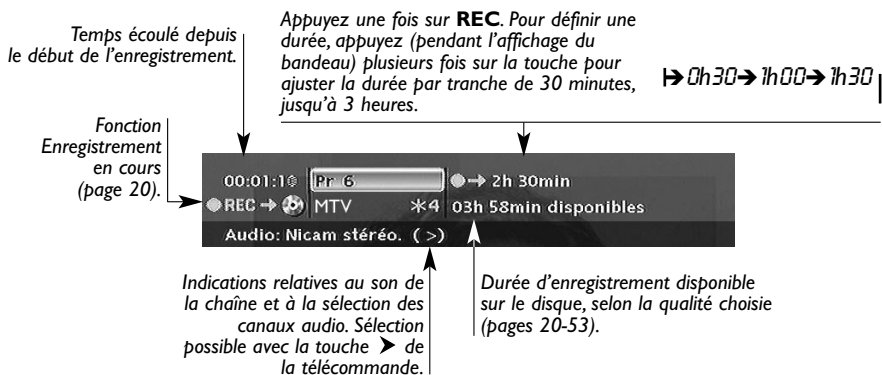 Temps écoulé depuis
le début de l'enregistrement.
Appuyez une fois sur REC. Pour définir une
durée, appuyez (pendant l'affichage du
bandeau) plusieurs fois sur la touche pour
ajuster la durée par tranche de 30 minutes,
jusqu'à 3 heures.
0h30➔1h00➔1h30
Fonction
Enregistrement
en cours
(page 20).
00:01:10 Pr 6 ➔ 2h 30min
REC ➔ MTV *4 03h 58min disponibles
Audio: Nicam stéréo. ( >)
Indications relatives au son de
la chaîne et à la sélection des
canaux audio. Sélection
possible avec la touche ➤ de
la télécommande.
Durée d'enregistrement disponible
sur le disque, selon la qualité choisie
(pages 20-53).